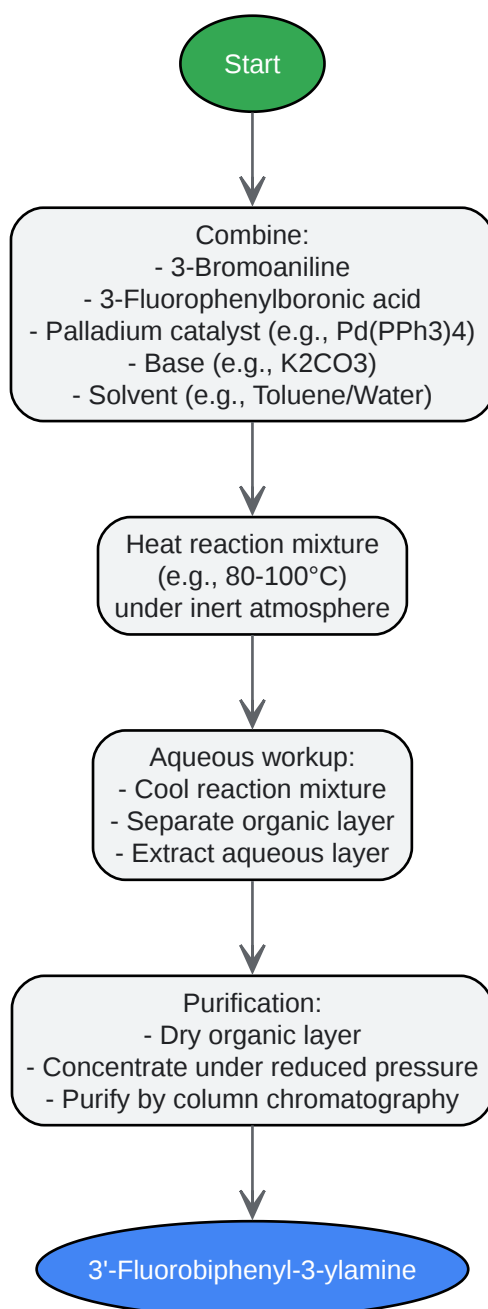 Start
Combine:
- 3-Bromoaniline
- 3-Fluorophenylboronic acid
- Palladium catalyst (e.g., Pd(PPh3)4)
- Base (e.g., K2CO3)
- Solvent (e.g., Toluene/Water)
Heat reaction mixture
(e.g., 80-100°C)
under inert atmosphere
Aqueous workup:
- Cool reaction mixture
- Separate organic layer
- Extract aqueous layer
Purification:
- Dry organic layer
- Concentrate under reduced pressure
- Purify by column chromatography
3'-Fluorobiphenyl-3-ylamine